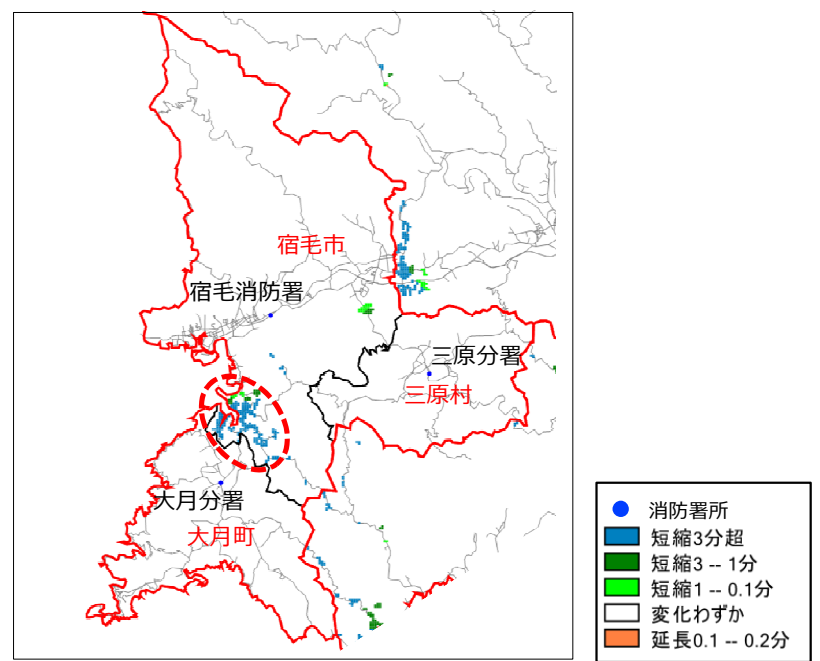 宿毛市
宿毛消防署
三原分署
三原村
大月分署
大月町
消防署所
短縮3分超
短縮3 -- 1分
短縮1 -- 0.1分
変化わずか
延長0.1 -- 0.2分